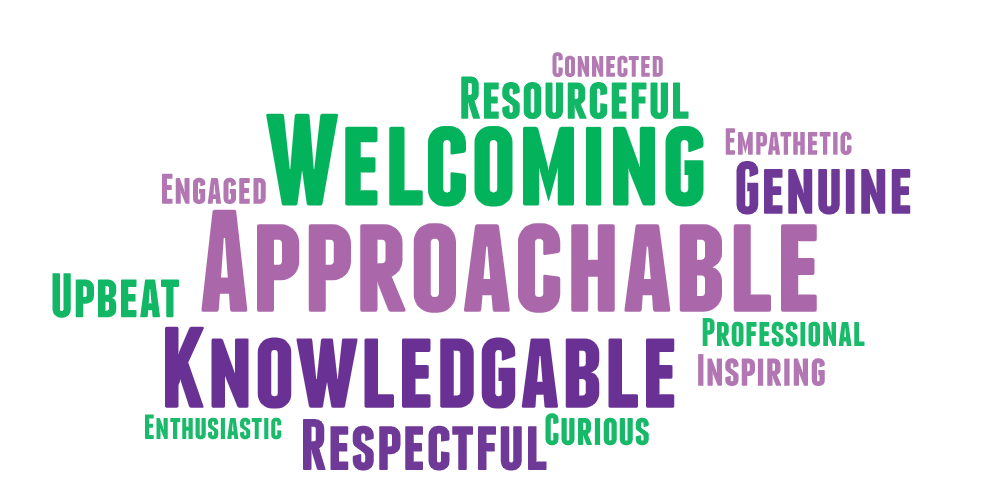 Connected
Resourceful
Welcoming
Empathetic
Genuine
Engaged
Approachable
Upbeat
Professional
Knowledgable
Inspiring
Enthusiastic
Respectful
Curious